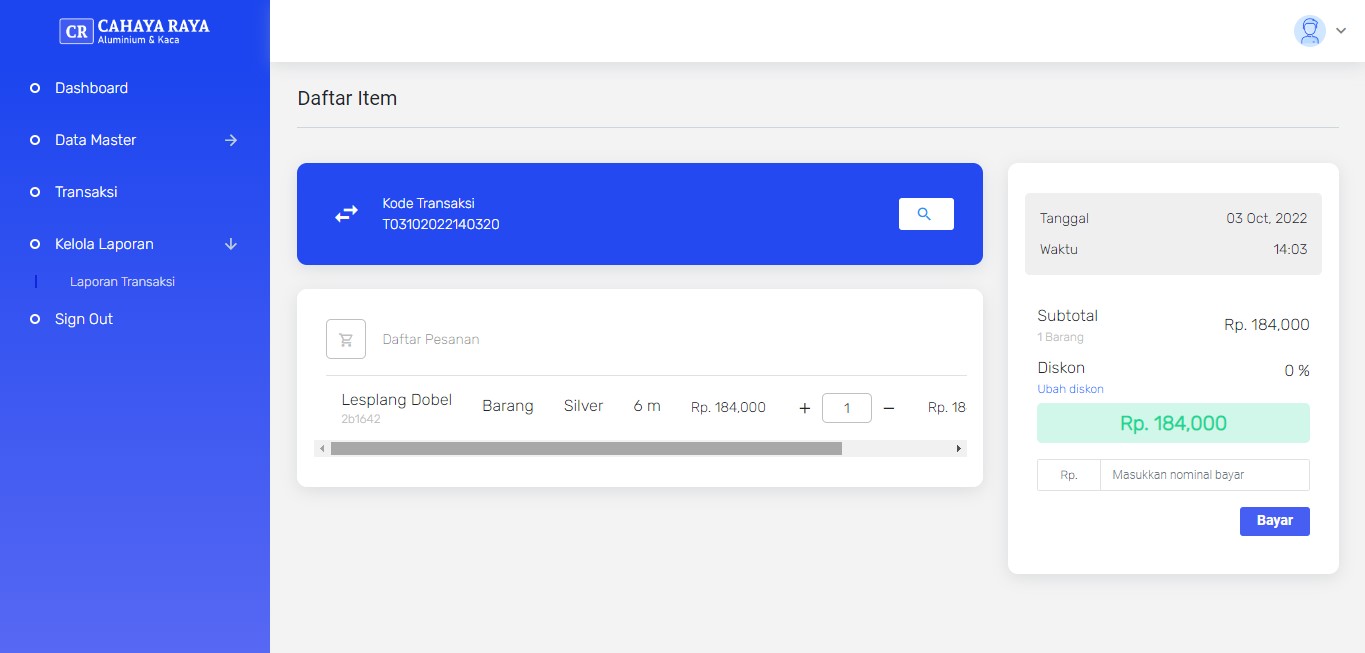 CR CAHAYA RAYA
Aluminium & Kaca
Dashboard
Data Master
Transaksi
Kelola Laporan
Laporan Transaksi
Sign Out
Daftar Item
Kode Transaksi
T03102022140320
Daftar Pesanan
Lesplang Dobel Barang Silver 6 m Rp. 184,000 + 1 − Rp. 18
2b1642
Tanggal 03 Oct, 2022
Waktu 14:03
Subtotal Rp. 184,000
1 Barang
Diskon 0 %
Ubah diskon
Rp. 184,000
Rp. Masukkan nominal bayar
Bayar